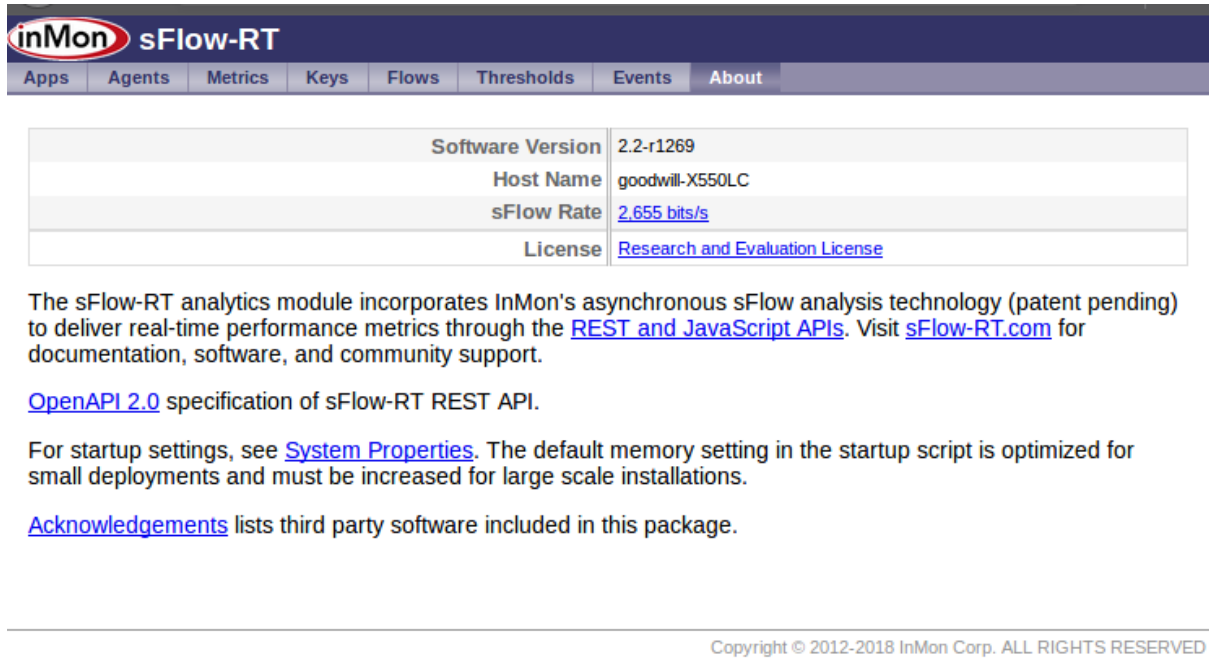 inMon sFlow-RT
Apps Agents Metrics Keys Flows Thresholds Events About
Software Version 2.2-r1269
Host Name goodwill-X550LC
sFlow Rate 2,655 bits/s
License Research and Evaluation License
The sFlow-RT analytics module incorporates InMon's asynchronous sFlow analysis technology (patent pending)
to deliver real-time performance metrics through the REST and JavaScript APIs. Visit sFlow-RT.com for
documentation, software, and community support.
OpenAPI 2.0 specification of sFlow-RT REST API.
For startup settings, see System Properties. The default memory setting in the startup script is optimized for
small deployments and must be increased for large scale installations.
Acknowledgements lists third party software included in this package.
Copyright © 2012-2018 InMon Corp. ALL RIGHTS RESERVED